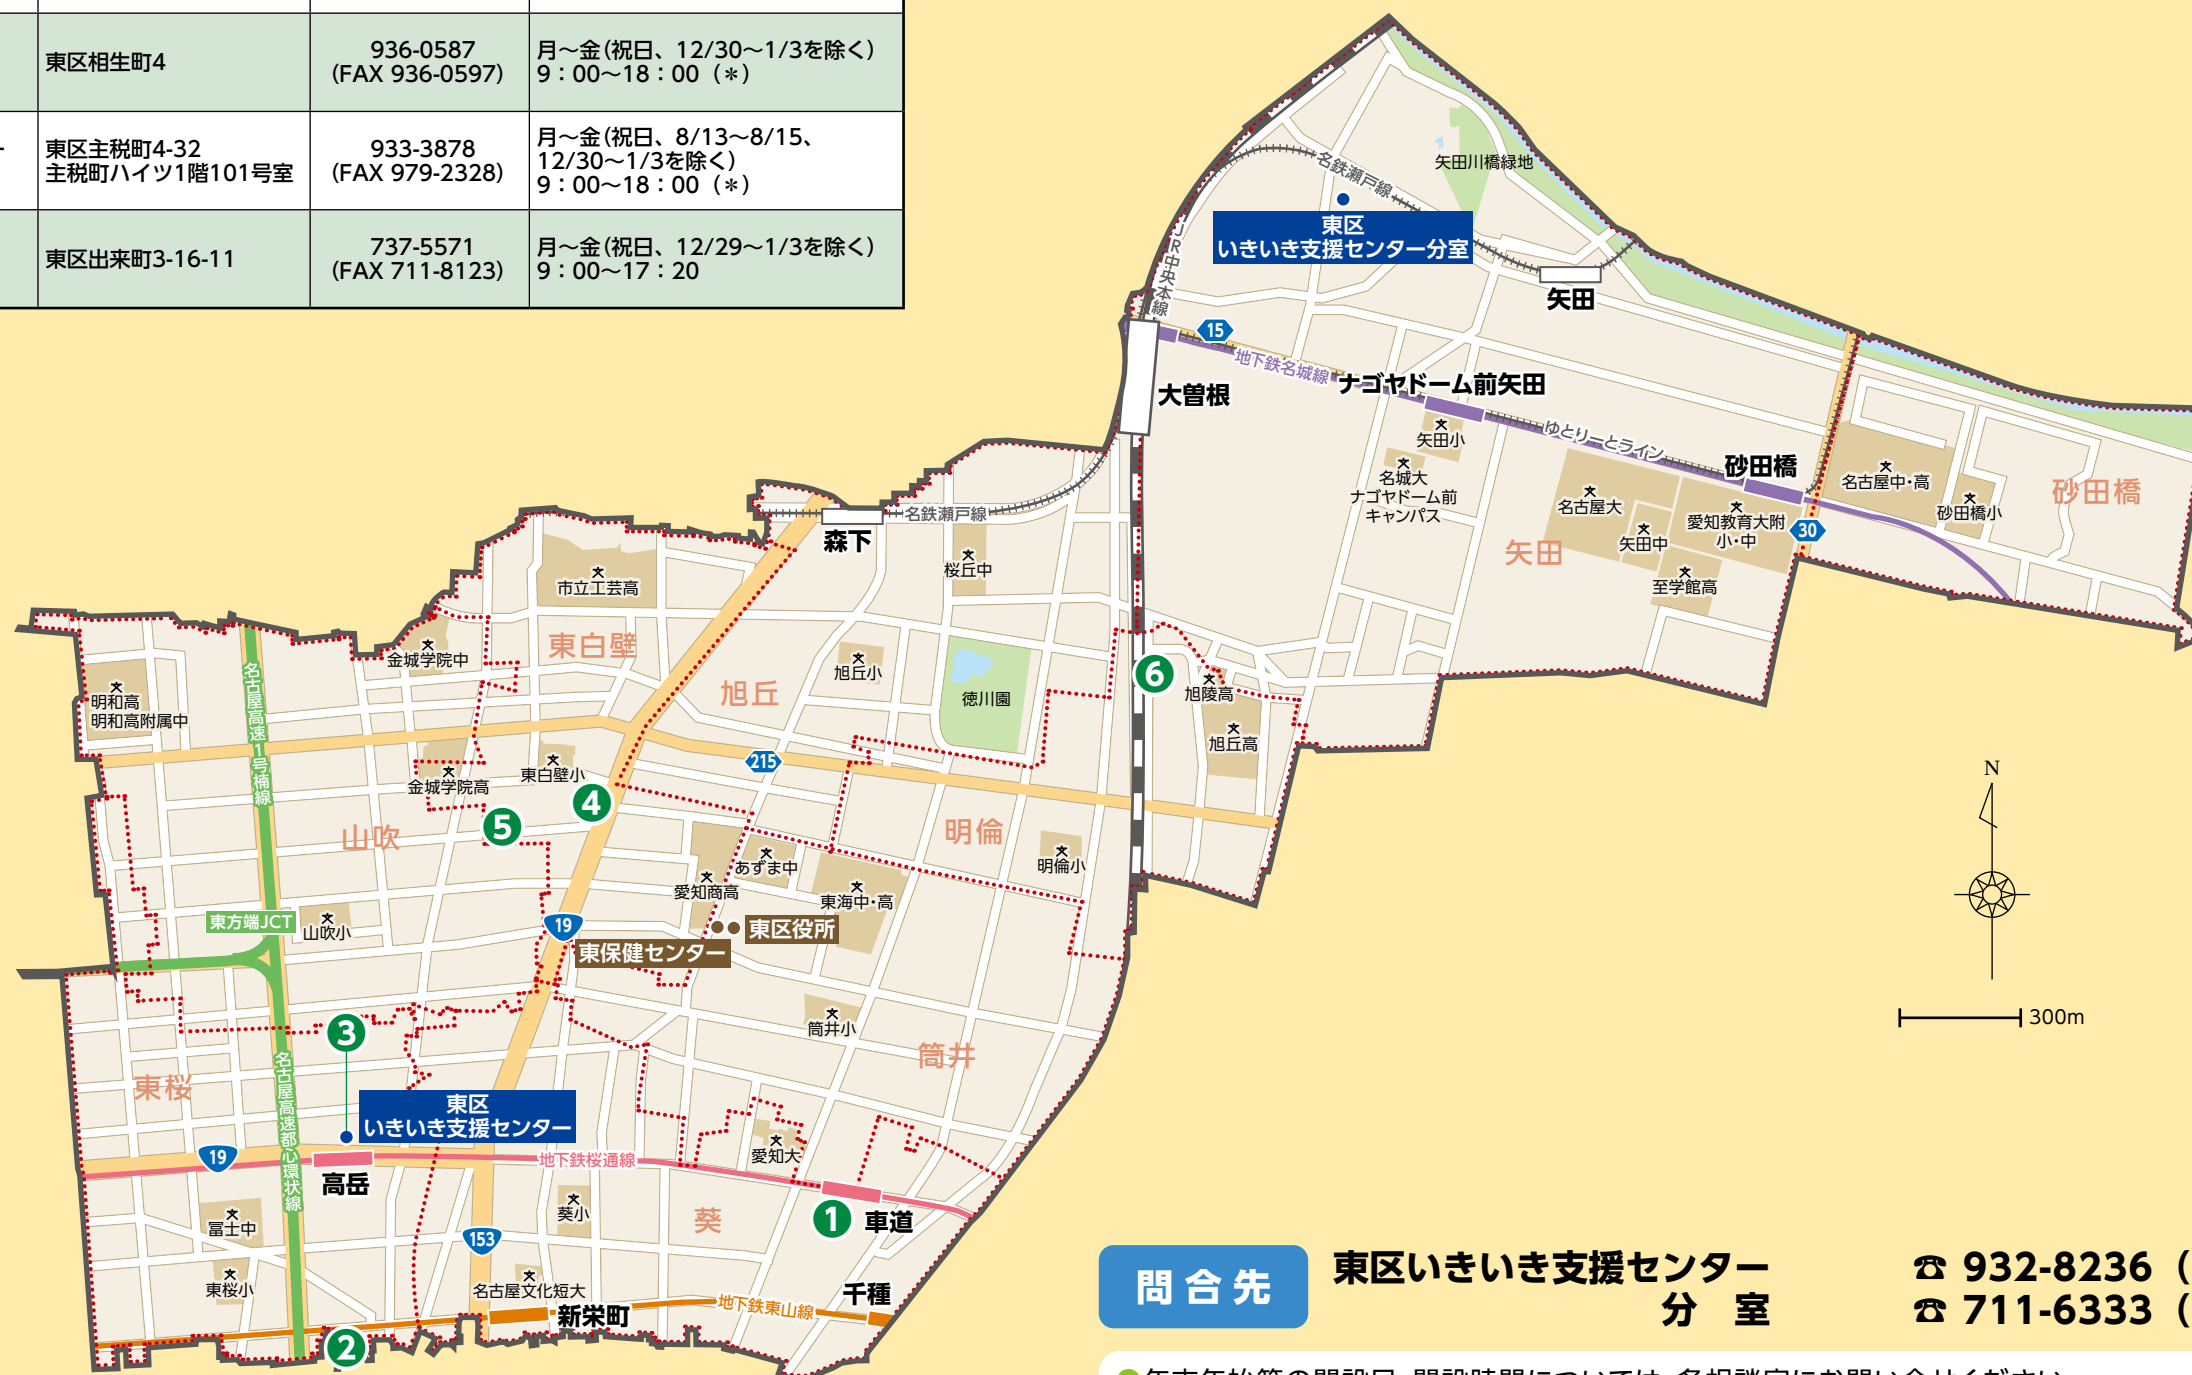 東区相生町4
936-0587
(FAX 936-0597)
月〜金(祝日、12/30〜1/3を除く)
9：00〜18：00（＊）
東区主税町4-32
主税町ハイツ1階101号室
933-3878
(FAX 979-2328)
月〜金(祝日、8/13〜8/15、
12/30〜1/3を除く)
9：00〜18：00（＊）
東区出来町3-16-11
737-5571
(FAX 711-8123)
月〜金(祝日、12/29〜1/3を除く)
9：00〜17：20
矢田川橋緑地
名鉄瀬戸線
東区
いきいき支援センター分室
JR中央本線
矢田
15
地下鉄名城線
ナゴヤドーム前矢田
大曽根
矢田小
ゆとりーとライン
砂田橋
名城大
ナゴヤドーム前
キャンパス
名古屋大
矢田中
愛知教育大附
小・中
30
名古屋中・高
砂田橋小
砂田橋
矢田
至学館高
森下
名鉄瀬戸線
桜丘中
市立工芸高
東白壁
金城学院中
旭丘
旭丘小
徳川園
6
旭陵高
旭丘高
明和高
明和高附属中
名古屋高速1号楠線
金城学院高
東白壁小
215
4
5
山吹
明倫
明倫小
あずま中
愛知商高
東海中・高
東方端JCT
山吹小
19
東区役所
東保健センター
N
300m
筒井小
筒井
3
東桜
名古屋高速都心環状線
東区
いきいき支援センター
19
高岳
地下鉄桜通線
愛知大
葵小
葵
1
車道
冨士中
153
東桜小
名古屋文化短大
新栄町
地下鉄東山線
千種
2
問合先
東区いきいき支援センター
☎ 932-8236（
分　室
☎ 711-6333（